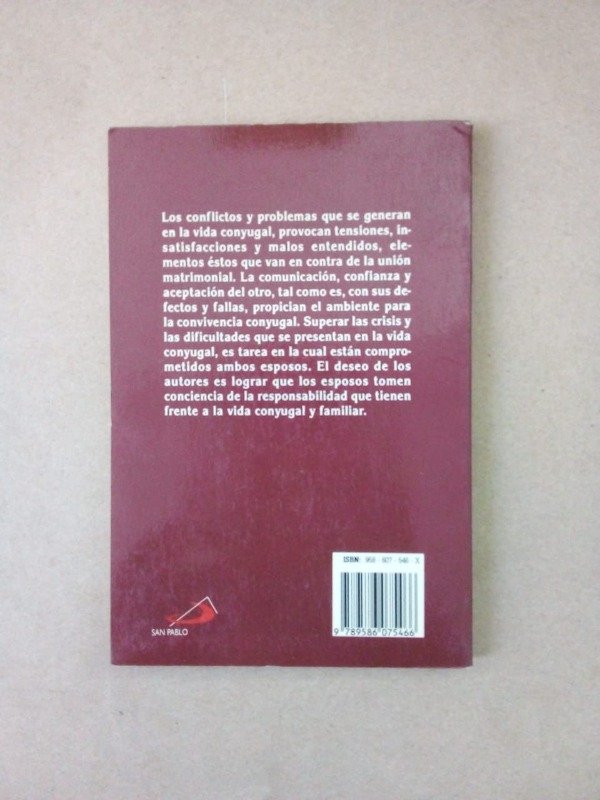 Los conflictos y problemas que se generan
en la vida conyugal, provocan tensiones, in-
satisfacciones y malos entendidos, ele-
mentos éstos que van en contra de la unión
matrimonial. La comunicación, confianza y
aceptación del otro, tal como es, con sus de-
fectos y fallas, propician el ambiente para
la convivencia conyugal. Superar las crisis y
las dificultades que se presentan en la vida
conyugal, es tarea en la cual están compro-
metidos ambos esposos. El deseo de los
autores es lograr que los esposos tomen
conciencia de la responsabilidad que tienen
frente a la vida conyugal y familiar.
ISBN: 958 - 607 - 546 - X
9 789586 075466
SAN PABLO